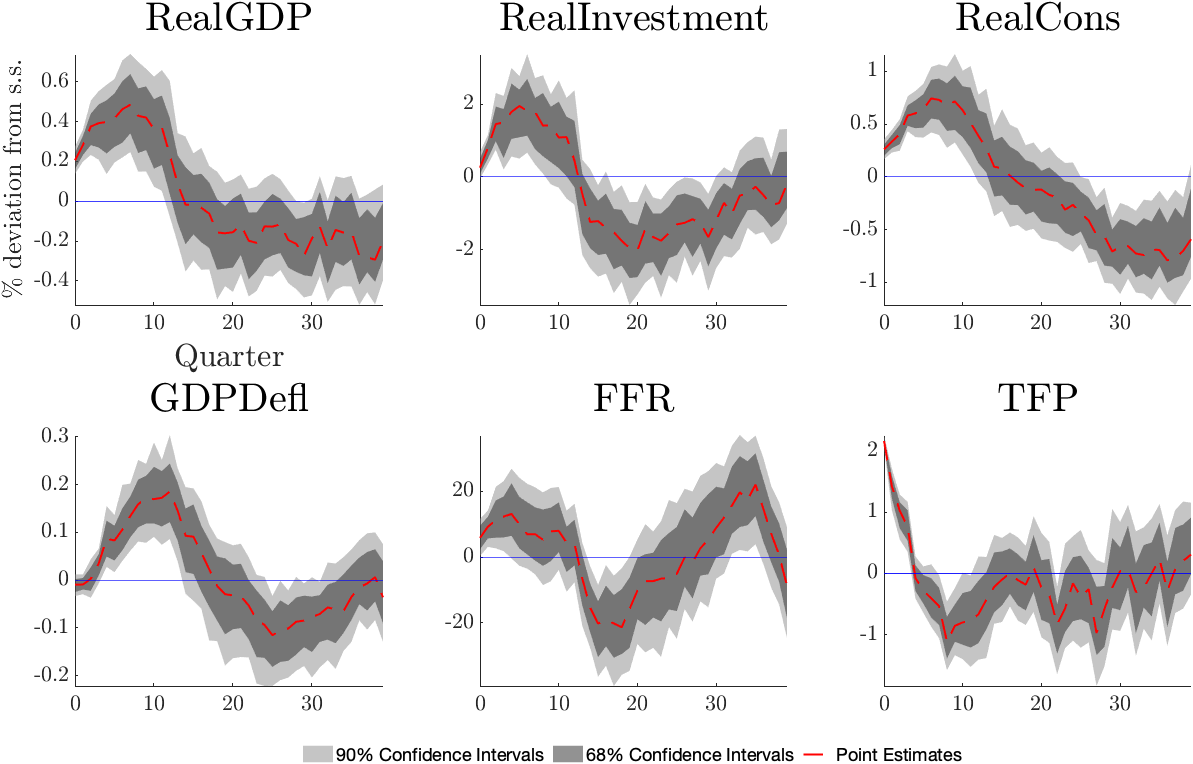 RealGDP RealInvestment RealCons
% deviation from s.s.
0.6
0.4
0.2
0
-0.2
-0.4
0 10 20 30
2
0
-2
0 10 20 30
1
0.5
0
-0.5
-1
0 10 20 30
Quarter
GDPDefl FFR TFP
0.3
0.2
0.1
0
-0.1
-0.2
0 10 20 30
20
0
-20
0 10 20 30
2
1
0
-1
0 10 20 30
90% Confidence Intervals 68% Confidence Intervals Point Estimates